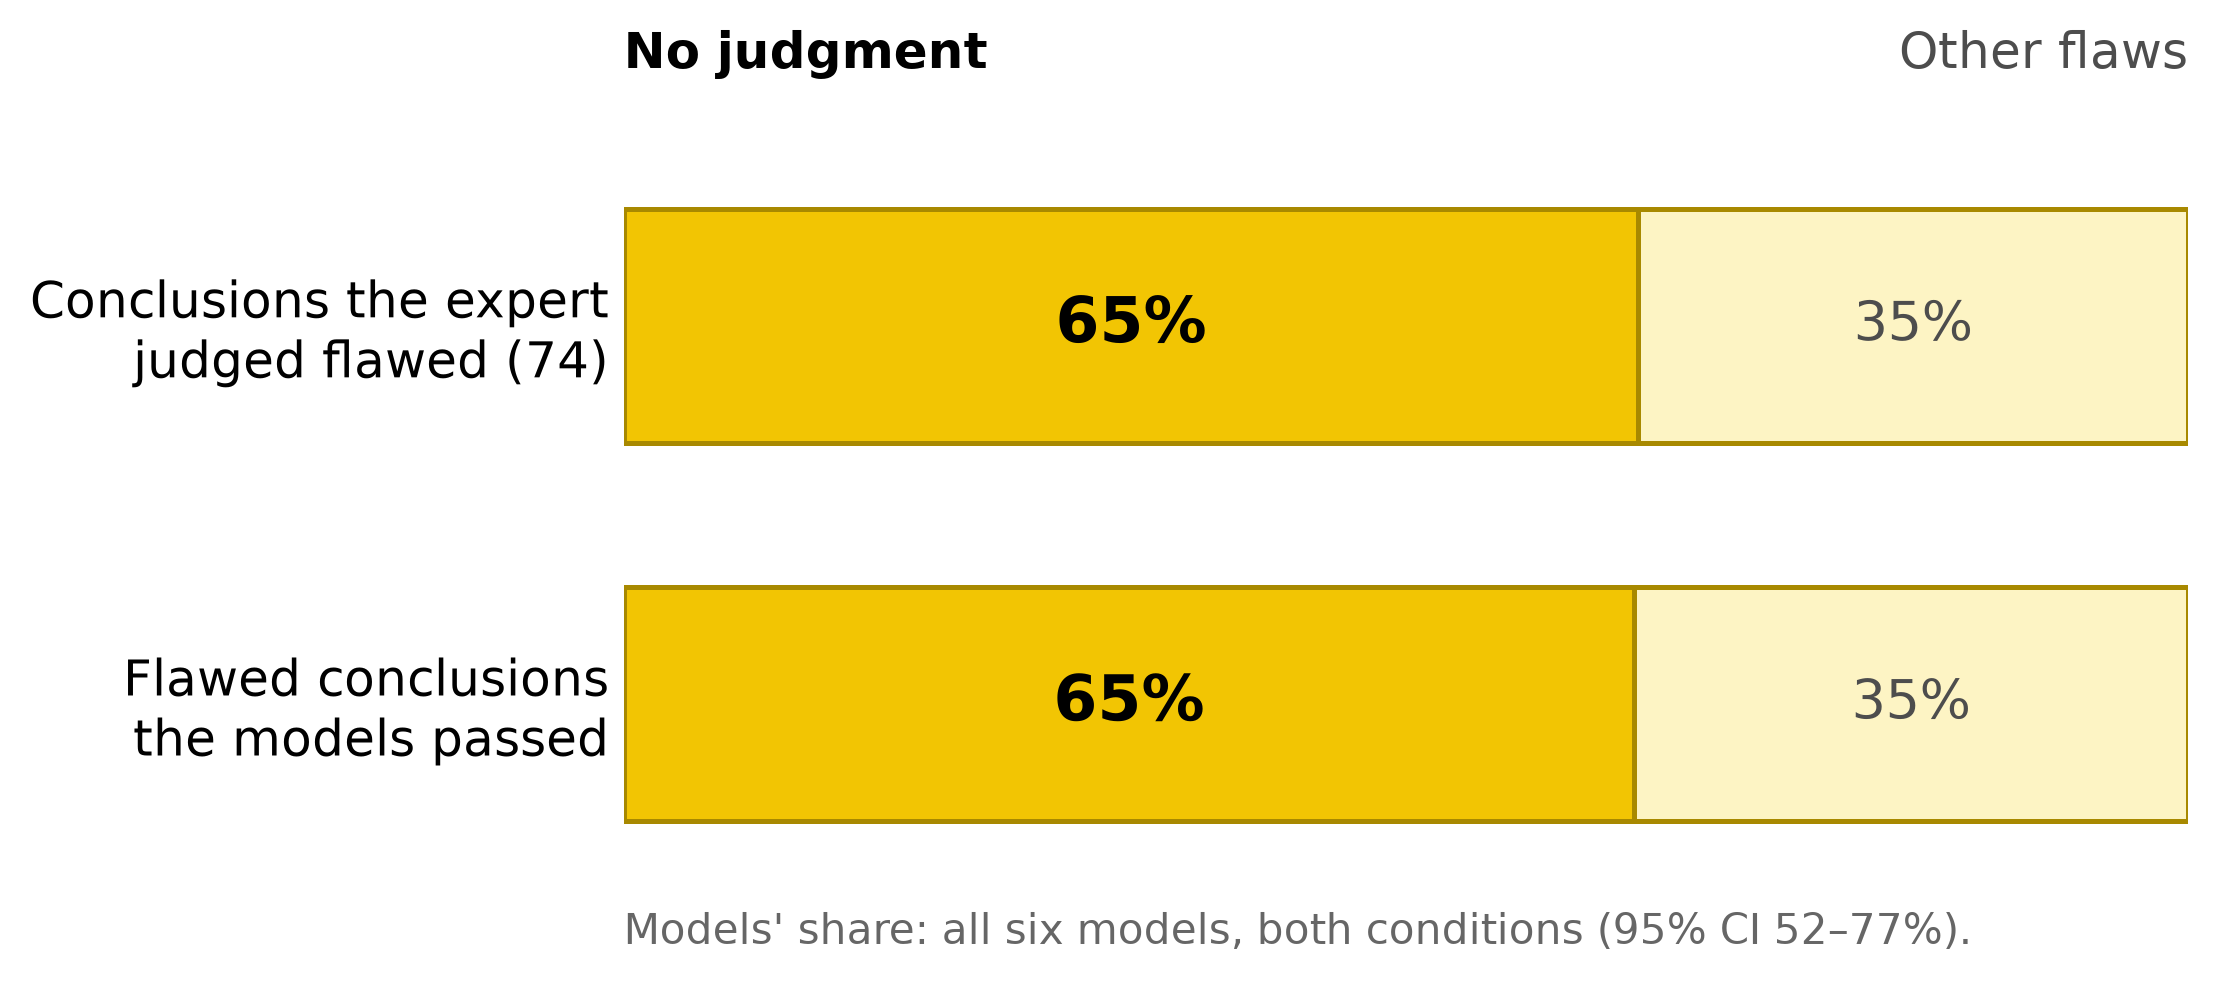 No judgment
Other flaws
Conclusions the expert
judged flawed (74)
65%
35%
Flawed conclusions
the models passed
65%
35%
Models' share: all six models, both conditions (95% CI 52–77%).